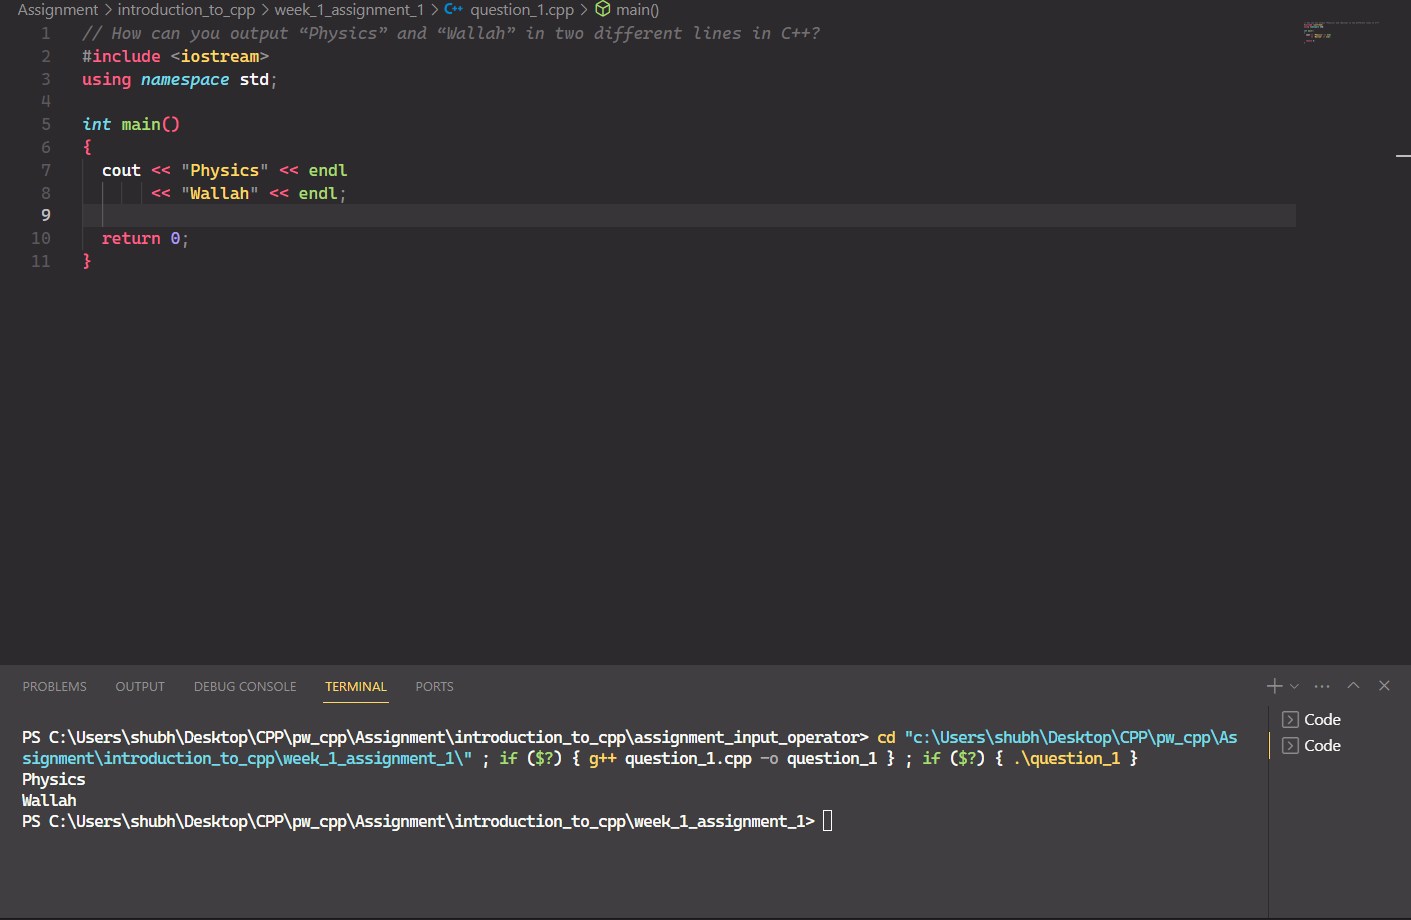 Assignment > introduction_to_cpp > week_1_assignment_1 > C++ question_1.cpp > main()
1 // How can you output “Physics” and “Wallah” in two different lines in C++?
2 #include <iostream>
3 using namespace std;
4
5 int main()
6 {
7 cout << "Physics" << endl
8 << "Wallah" << endl;
9
10 return 0;
11 }
PROBLEMS OUTPUT DEBUG CONSOLE TERMINAL PORTS
PS C:\Users\shubh\Desktop\CPP\pw_cpp\Assignment\introduction_to_cpp\assignment_input_operator> cd "c:\Users\shubh\Desktop\CPP\pw_cpp\As
signment\introduction_to_cpp\week_1_assignment_1\" ; if ($?) { g++ question_1.cpp -o question_1 } ; if ($?) { .\question_1 }
Physics
Wallah
PS C:\Users\shubh\Desktop\CPP\pw_cpp\Assignment\introduction_to_cpp\week_1_assignment_1>
Code
Code